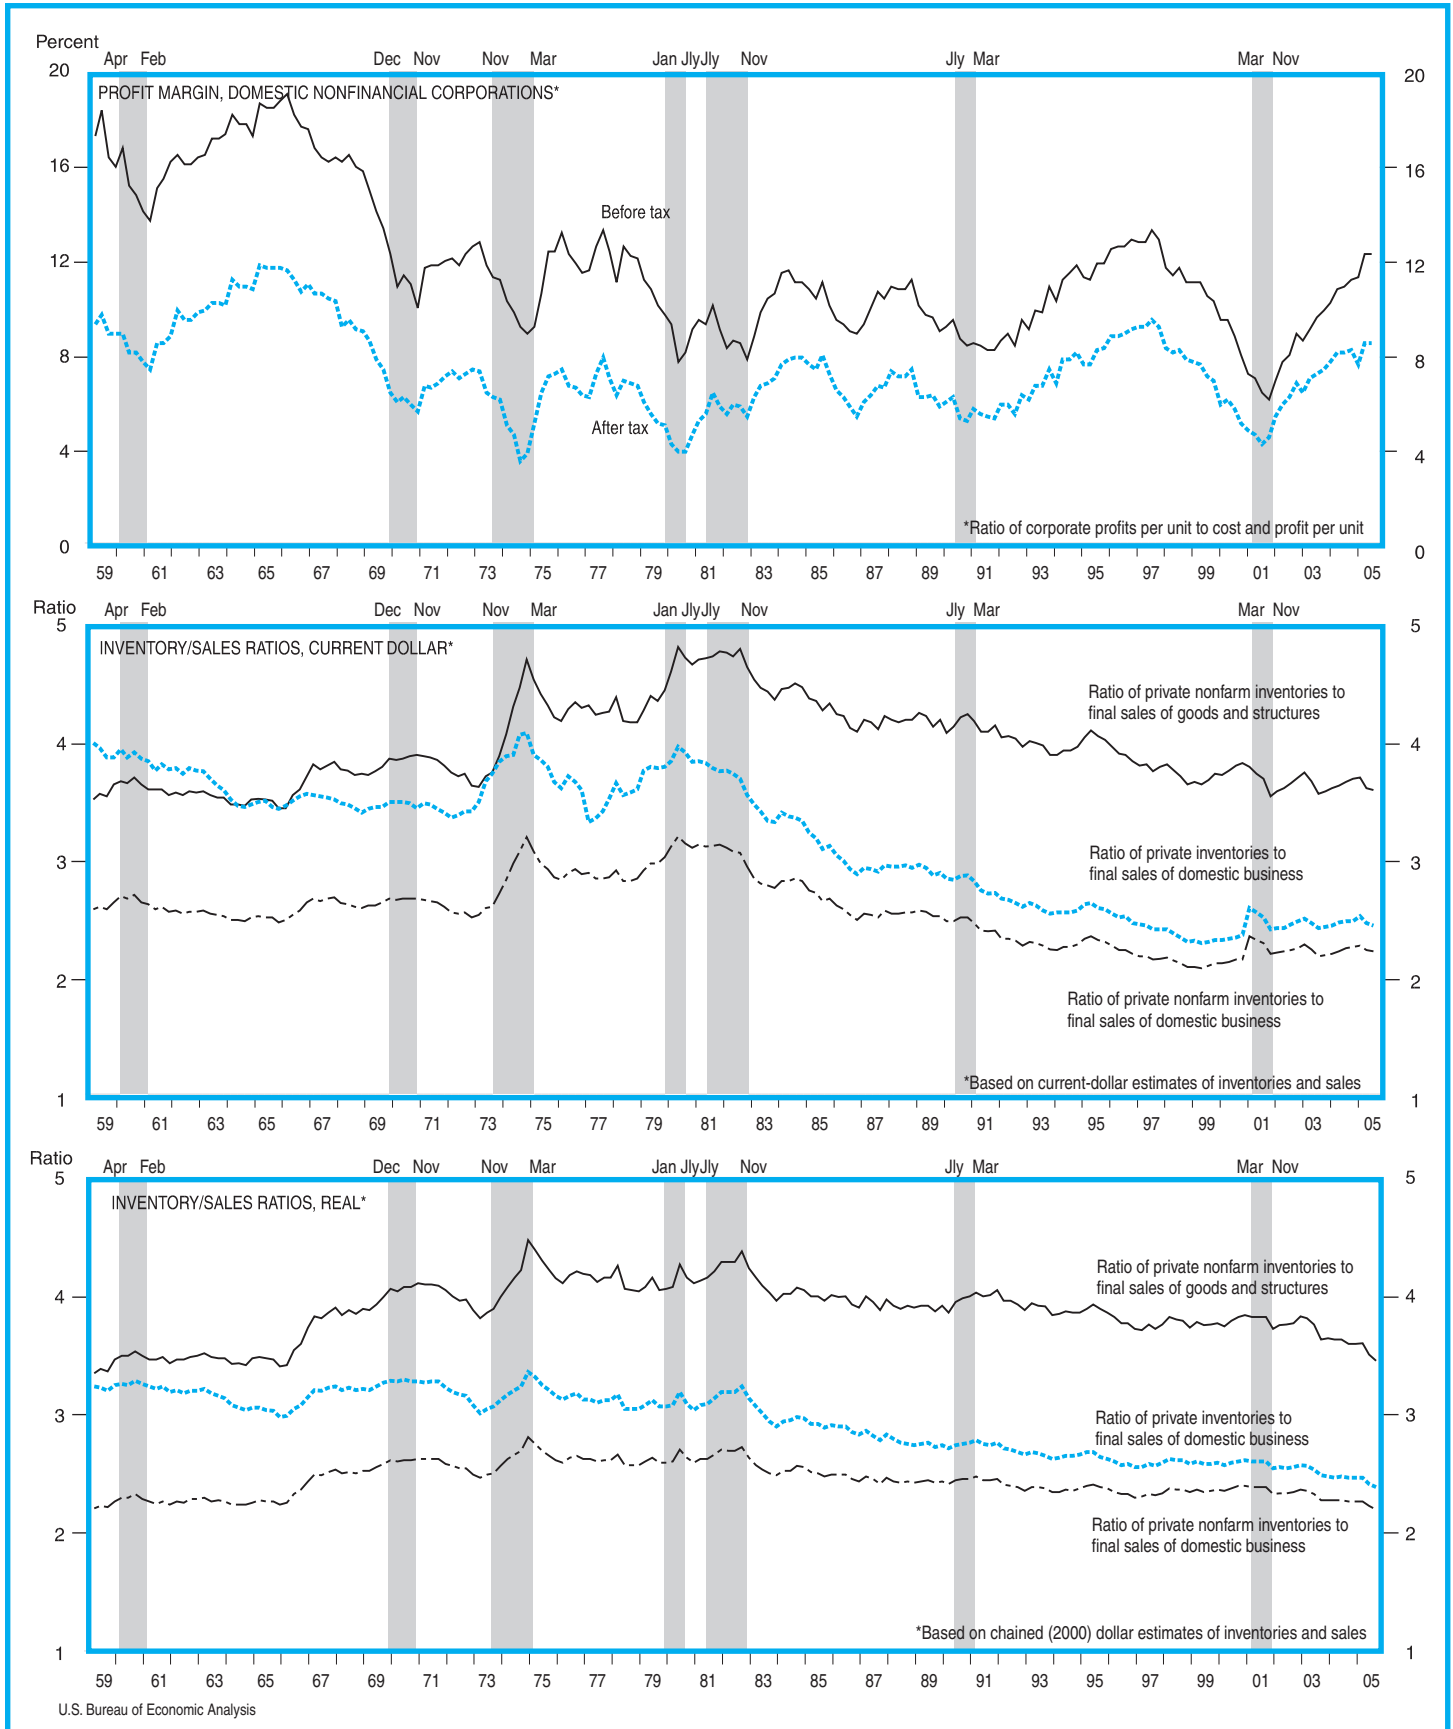 Percent
Apr Feb Dec Nov Nov Mar Jan Jly Jly Nov Jly Mar Mar Nov
20 20
PROFIT MARGIN, DOMESTIC NONFINANCIAL CORPORATIONS*
16 16
Before tax
12 12
8 8
After tax
4 4
*Ratio of corporate profits per unit to cost and profit per unit
0 0
59 61 63 65 67 69 71 73 75 77 79 81 83 85 87 89 91 93 95 97 99 01 03 05
Ratio
Apr Feb Dec Nov Nov Mar Jan Jly Jly Nov Jly Mar Mar Nov
5 5
INVENTORY/SALES RATIOS, CURRENT DOLLAR*
Ratio of private nonfarm inventories to
final sales of goods and structures
4 4
Ratio of private inventories to
final sales of domestic business
3 3
2 2
Ratio of private nonfarm inventories to
final sales of domestic business
*Based on current-dollar estimates of inventories and sales
1 1
59 61 63 65 67 69 71 73 75 77 79 81 83 85 87 89 91 93 95 97 99 01 03 05
Ratio
Apr Feb Dec Nov Nov Mar Jan Jly Jly Nov Jly Mar Mar Nov
5 5
INVENTORY/SALES RATIOS, REAL*
Ratio of private nonfarm inventories to
final sales of goods and structures
4 4
Ratio of private inventories to
final sales of domestic business
3 3
Ratio of private nonfarm inventories to
final sales of domestic business
2 2
*Based on chained (2000) dollar estimates of inventories and sales
1 1
59 61 63 65 67 69 71 73 75 77 79 81 83 85 87 89 91 93 95 97 99 01 03 05
U.S. Bureau of Economic Analysis